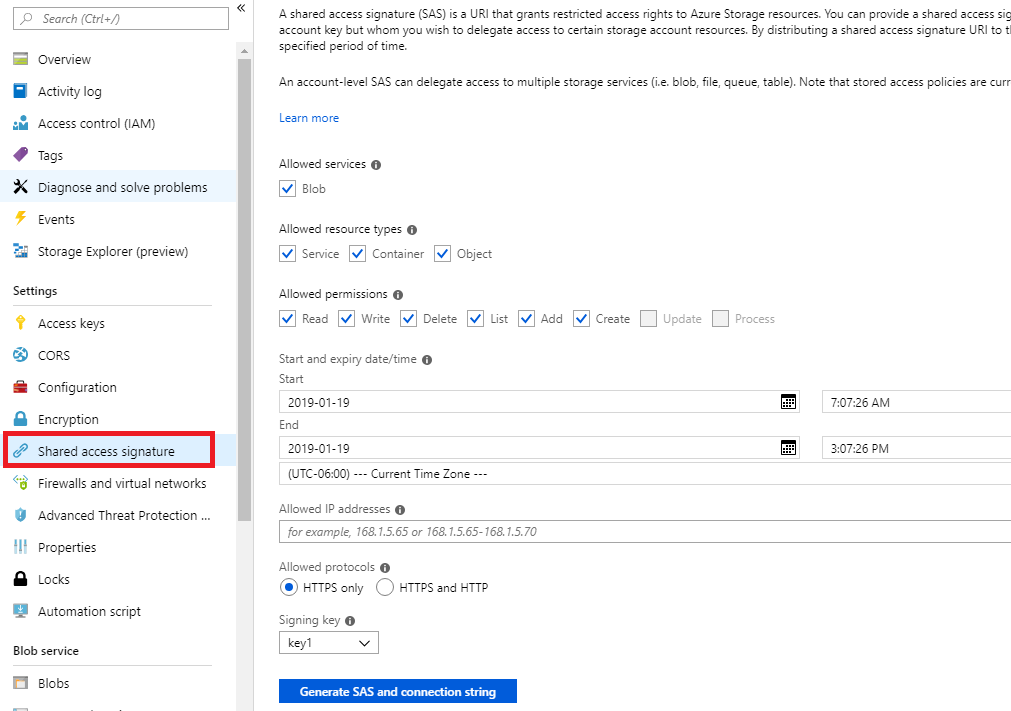 Search (Ctrl+/)
«
Overview
Activity log
Access control (IAM)
Tags
Diagnose and solve problems
Events
Storage Explorer (preview)
Settings
Access keys
CORS
Configuration
Encryption
Shared access signature
Firewalls and virtual networks
Advanced Threat Protection ...
Properties
Locks
Automation script
Blob service
Blobs
A shared access signature (SAS) is a URI that grants restricted access rights to Azure Storage resources. You can provide a shared access sig
account key but whom you wish to delegate access to certain storage account resources. By distributing a shared access signature URI to th
specified period of time.
An account-level SAS can delegate access to multiple storage services (i.e. blob, file, queue, table). Note that stored access policies are curr
Learn more
Allowed services
Blob
Allowed resource types
Service Container Object
Allowed permissions
Read Write Delete List Add Create Update Process
Start and expiry date/time
Start
2019-01-19 7:07:26 AM
End
2019-01-19 3:07:26 PM
(UTC-06:00) --- Current Time Zone ---
Allowed IP addresses
for example, 168.1.5.65 or 168.1.5.65-168.1.5.70
Allowed protocols
HTTPS only HTTPS and HTTP
Signing key
key1
Generate SAS and connection string